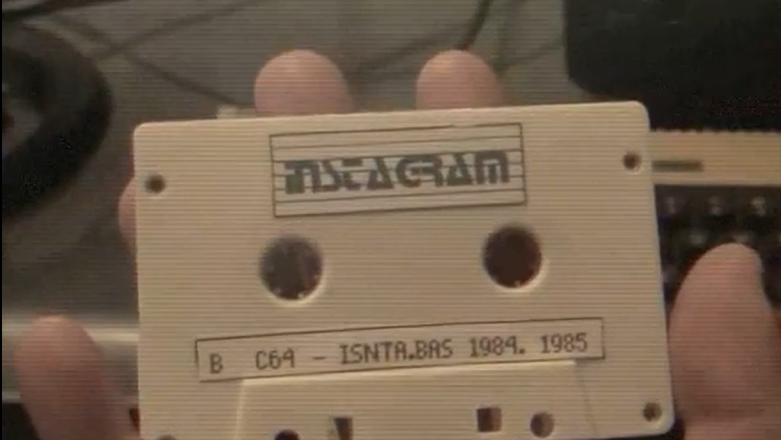 INSTAGRAM
B C64 - ISNTA.BAS 1984. 1985